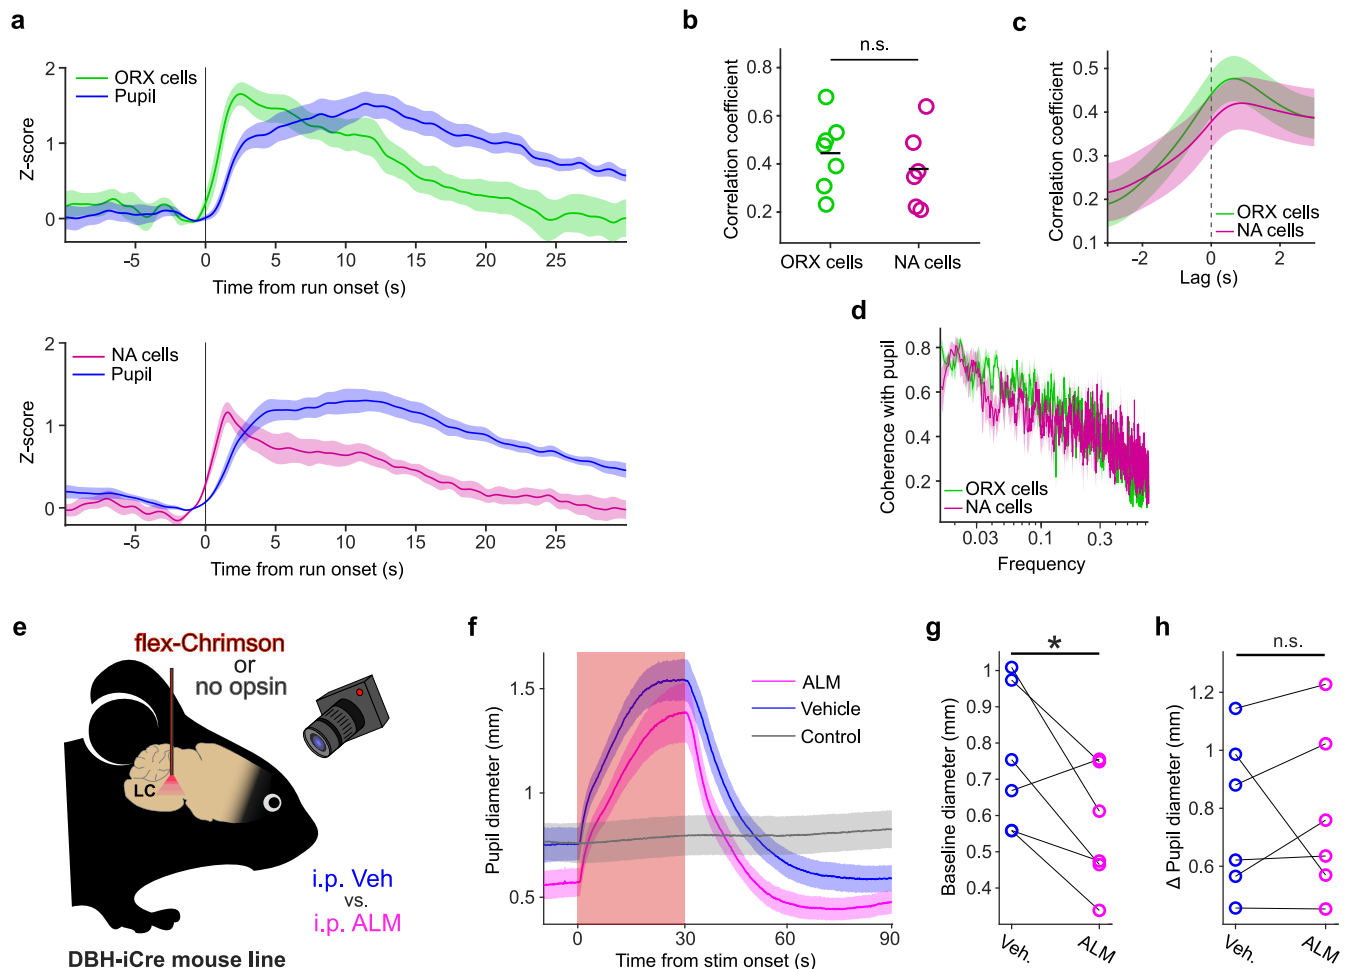 a
2
1
0
Z-score
ORX cells
Pupil
-5
0
5
10
15
20
25
Time from run onset (s)
2
1
0
Z-score
NA cells
Pupil
-5
0
5
10
15
20
25
Time from run onset (s)
b
n.s.
0.8
0.6
0.4
0.2
Correlation coefficient
ORX cells
NA cells
c
0.5
0.4
0.3
0.2
0.1
Correlation coefficient
ORX cells
NA cells
-2
0
2
Lag (s)
d
0.8
0.6
0.4
0.2
Coherence with pupil
ORX cells
NA cells
0.03
0.1
0.3
Frequency
e
flex-Chrimson
or
no opsin
LC
i.p. Veh
vs.
i.p. ALM
DBH-iCre mouse line
f
1.5
1
0.5
Pupil diameter (mm)
ALM
Vehicle
Control
0
30
60
90
Time from stim onset (s)
g
*
1
0.9
0.8
0.7
0.6
0.5
0.4
Baseline diameter (mm)
Veh.
ALM
h
n.s.
1.2
1
0.8
0.6
Δ Pupil diameter (mm)
Veh.
ALM